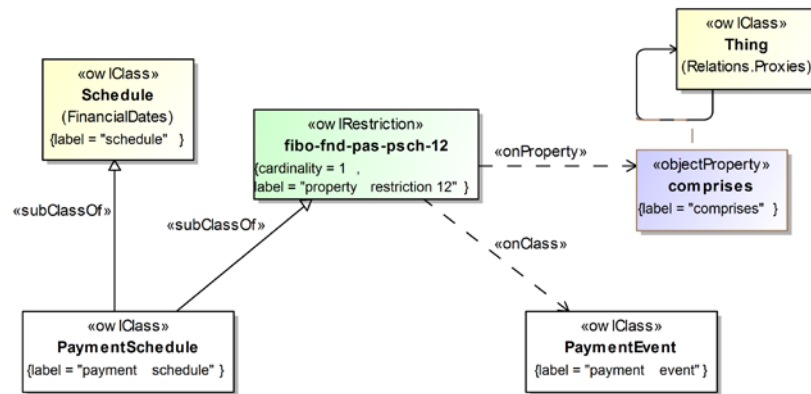 «owlClass»
Thing
(Relations.Proxies)
«owlClass»
Schedule
(FinancialDates)
{label = "schedule" }
«owlRestriction»
fibo-fnd-pas-psch-12
{cardinality = 1 ,
label = "property restriction 12" }
«onProperty»
«objectProperty»
comprises
{label = "comprises" }
«subClassOf»
«subClassOf»
«onClass»
«owlClass»
PaymentSchedule
{label = "payment schedule" }
«owlClass»
PaymentEvent
{label = "payment event" }